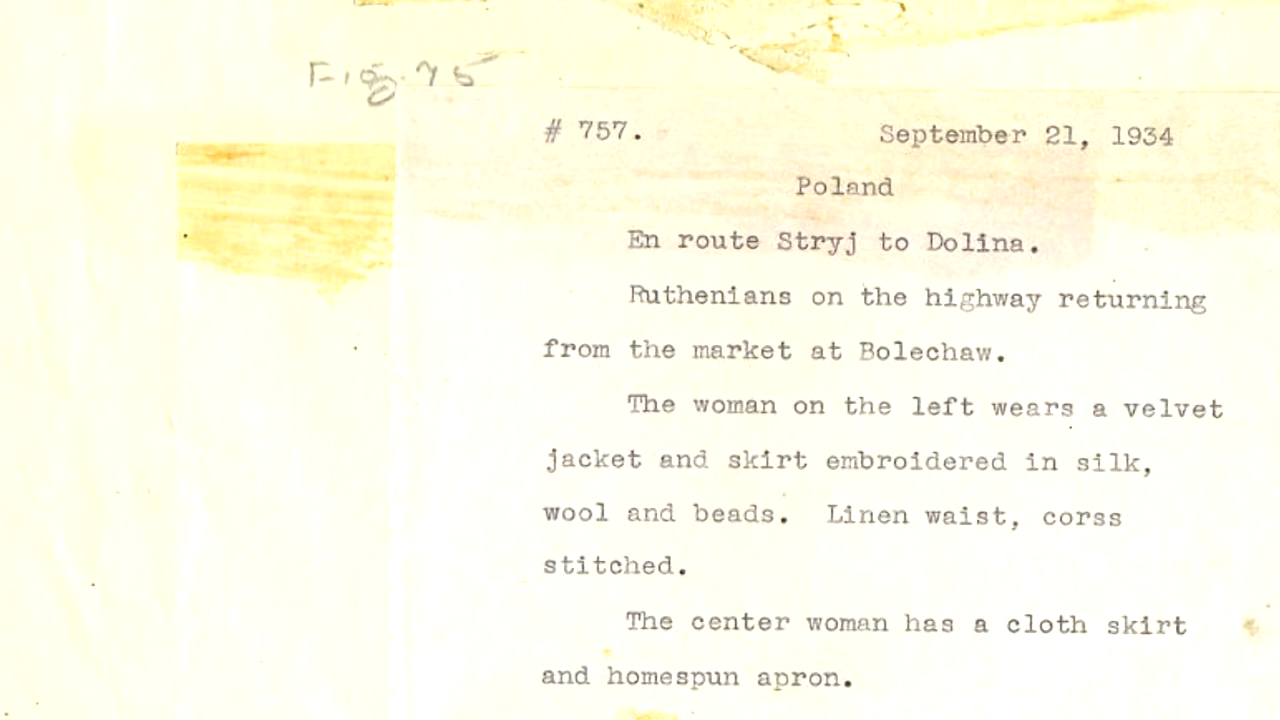 Fig. 75
# 757. September 21, 1934
Poland
En route Stryj to Dolina.
Ruthenians on the highway returning
from the market at Bolechaw.
The woman on the left wears a velvet
jacket and skirt embroidered in silk,
wool and beads. Linen waist, corss
stitched.
The center woman has a cloth skirt
and homespun apron.